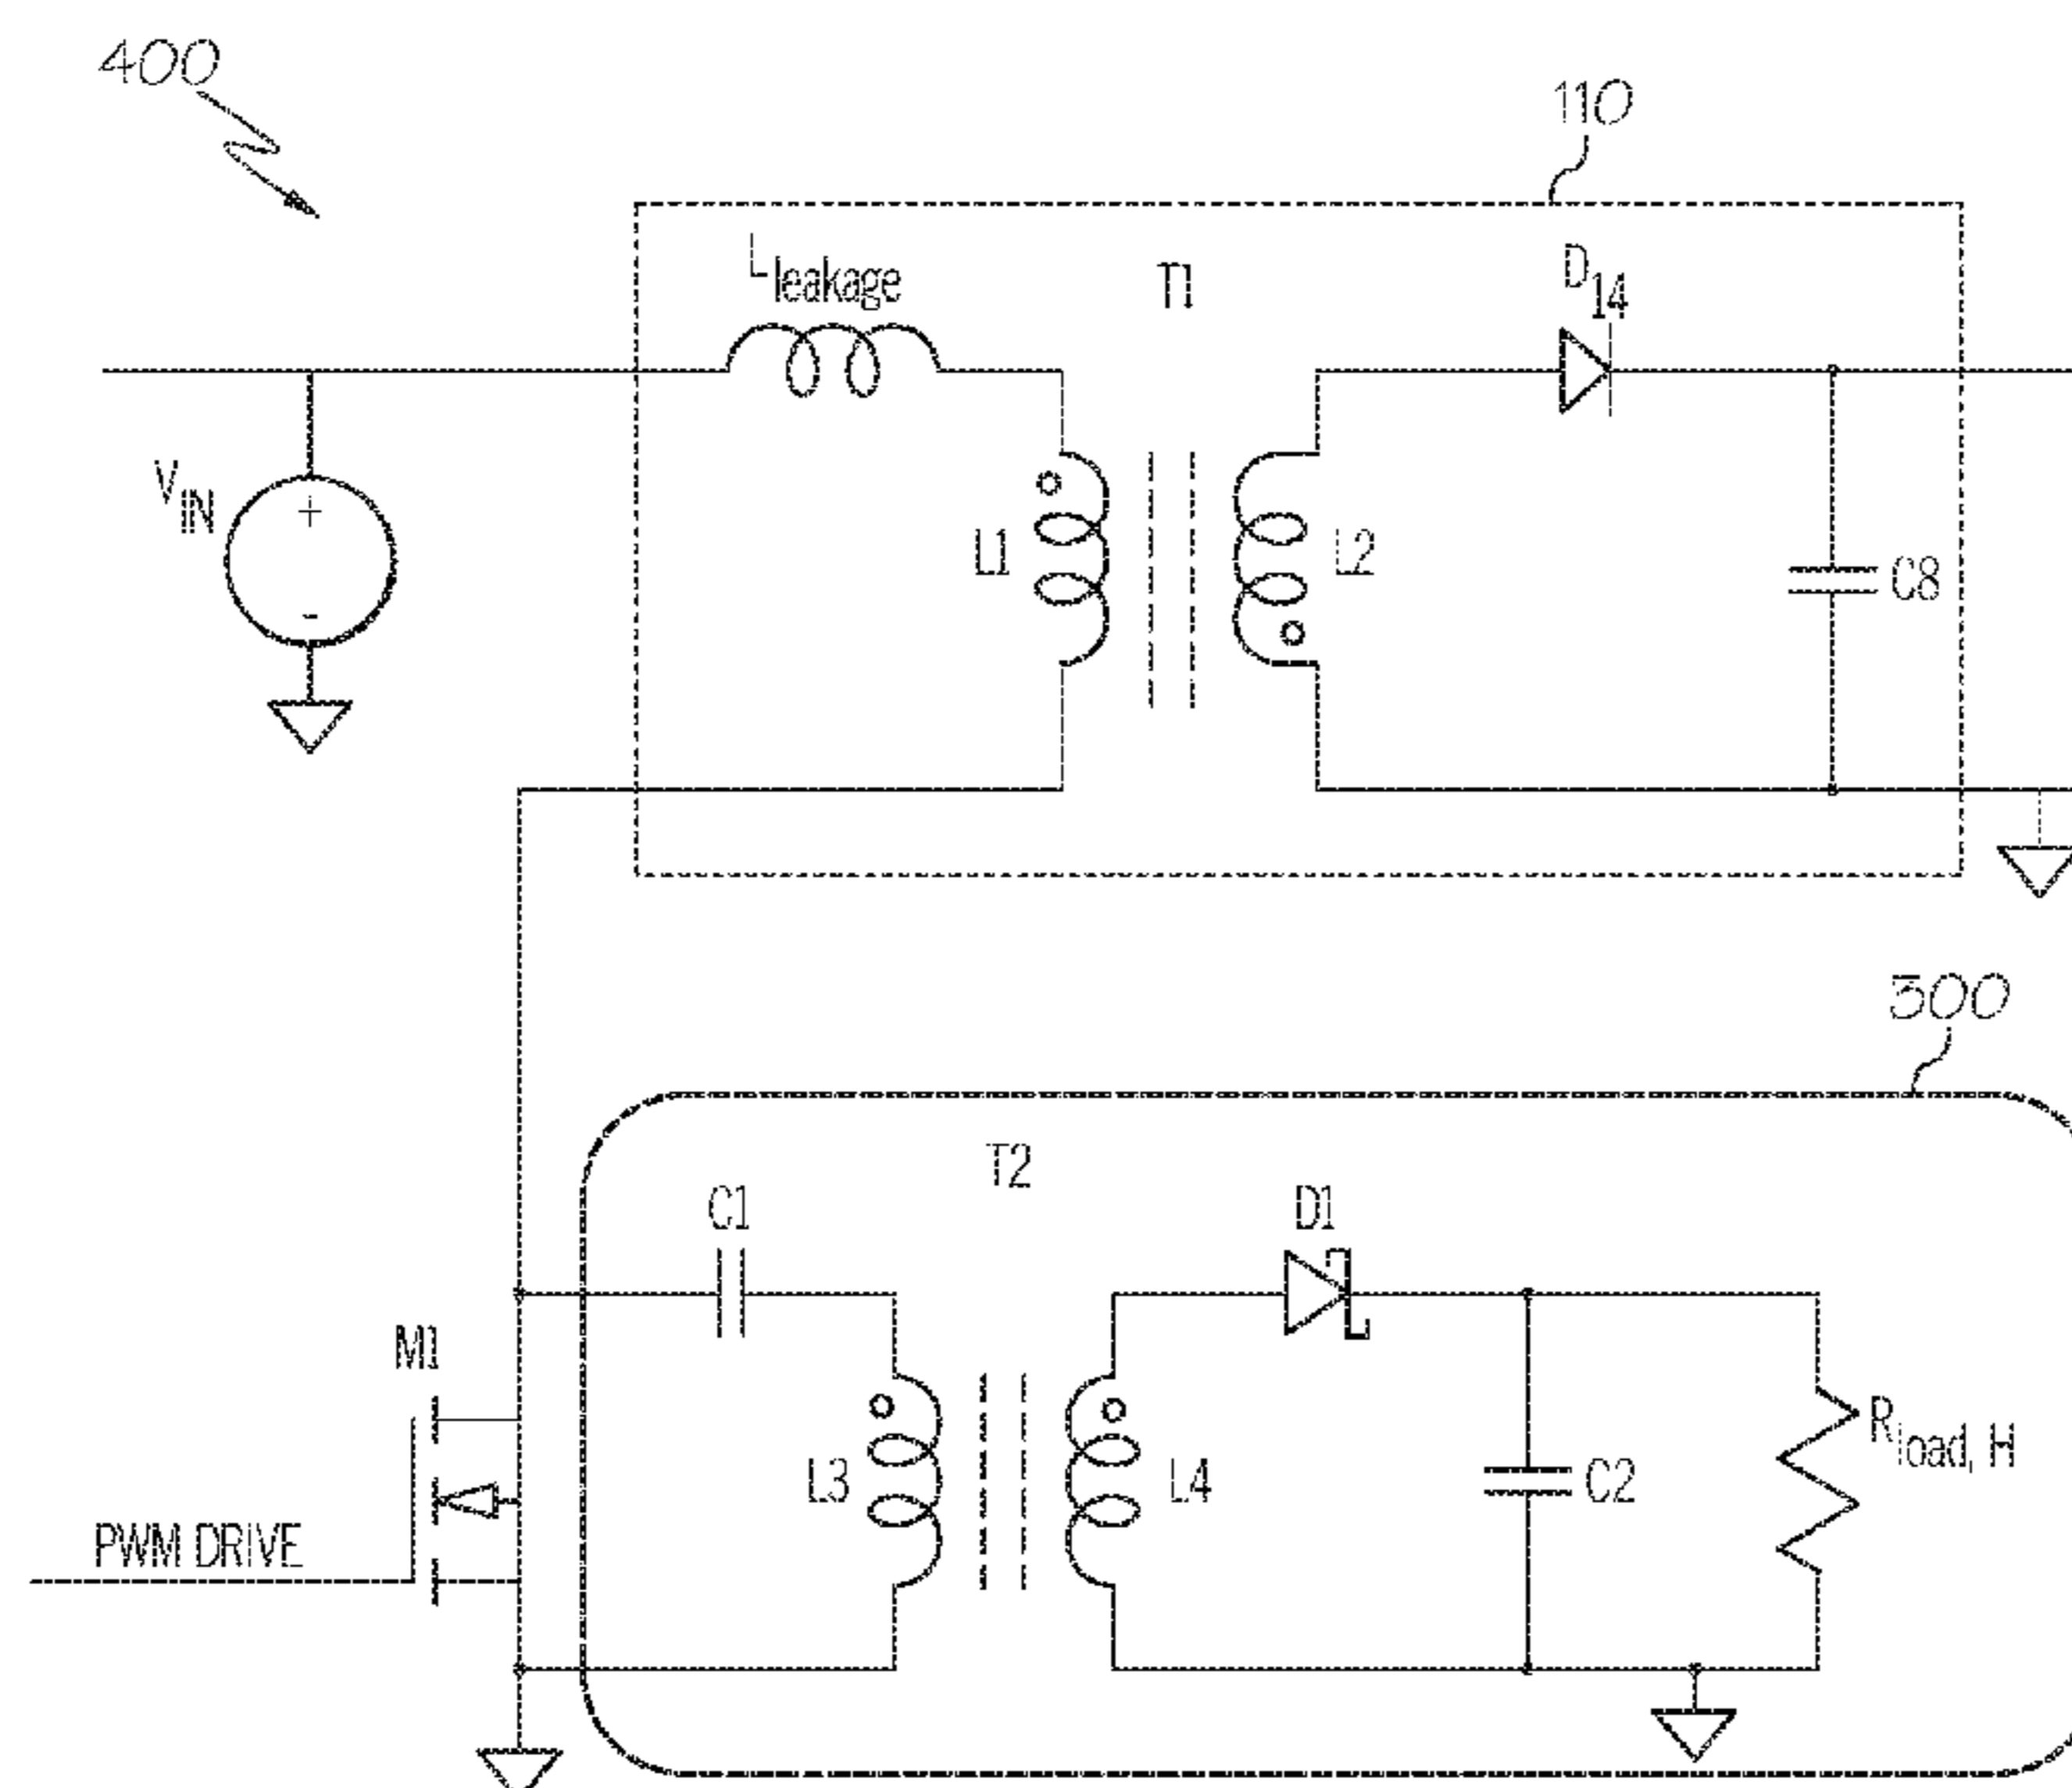 400
110
Lleakage
T1
D14
VIN
+
-
L1
L2
C8
300
T2
C1
D1
M1
L3
L4
C2
Rload, H
PWM DRIVE